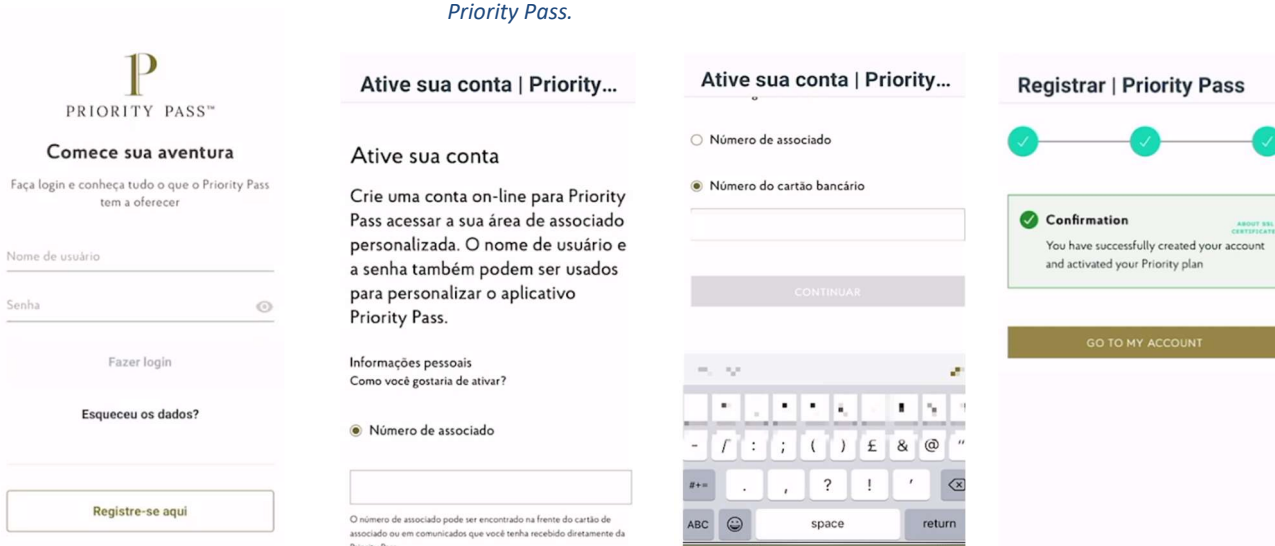 Priority Pass.
PRIORITY PASS™
Comece sua aventura
Faça login e conheça tudo o que o Priority Pass
tem a oferecer
Nome de usuário
Senha
Fazer login
Esqueceu os dados?
Registre-se aqui
Ative sua conta | Priority...
Ative sua conta
Crie uma conta on-line para Priority
Pass acessar a sua área de associado
personalizada. O nome de usuário e
a senha também podem ser usados
para personalizar o aplicativo
Priority Pass.
Informações pessoais
Como você gostaria de ativar?
Número de associado
O número de associado pode ser encontrado na frente do cartão de
associado ou em comunicados que você tenha recebido diretamente da
Ative sua conta | Priority...
Número de associado
Número do cartão bancário
CONTINUAR
- / : ; ( ) £ & @ "
#+= . , ? ! '
ABC space return
Registrar | Priority Pass
Confirmation
ABOUT SSL
CERTIFICATE
You have successfully created your account
and activated your Priority plan
GO TO MY ACCOUNT